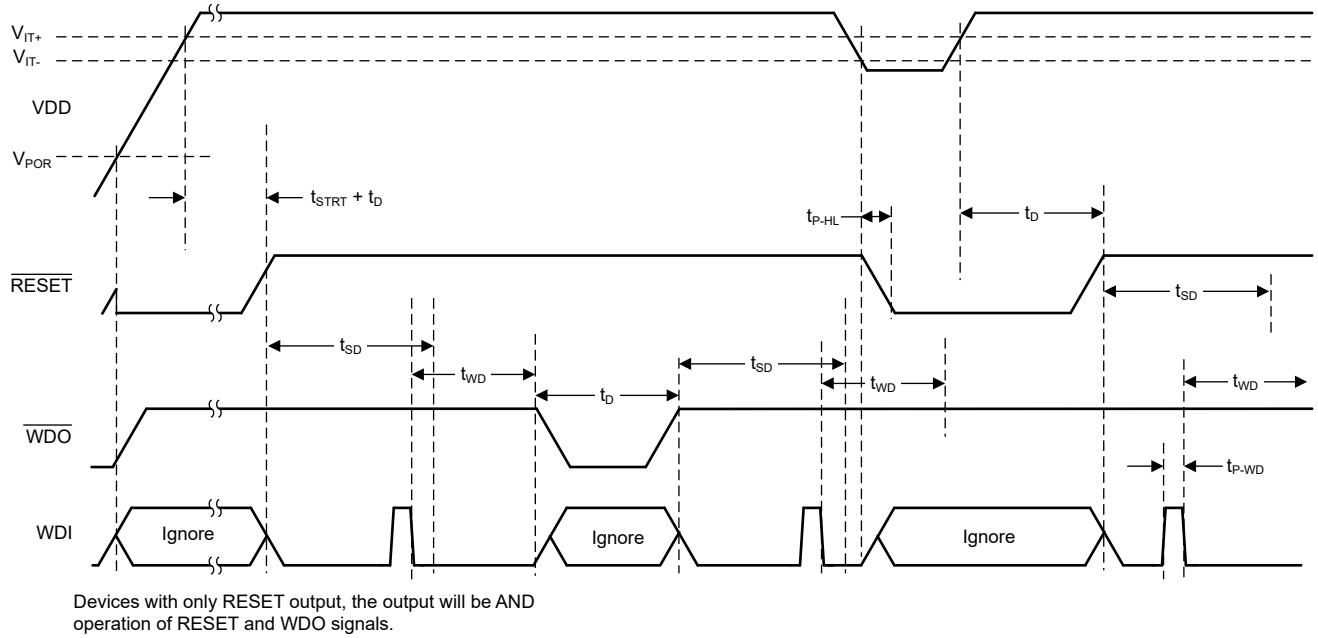 VIT+
VIT-
VDD
VPOR
tSTRT + tD
tP-HL
tD
RESET
tSD
tSD
tSD
tWD
tWD
tWD
tD
WDO
tP-WD
WDI
Ignore
Ignore
Ignore
Devices with only RESET output, the output will be AND
operation of RESET and WDO signals.